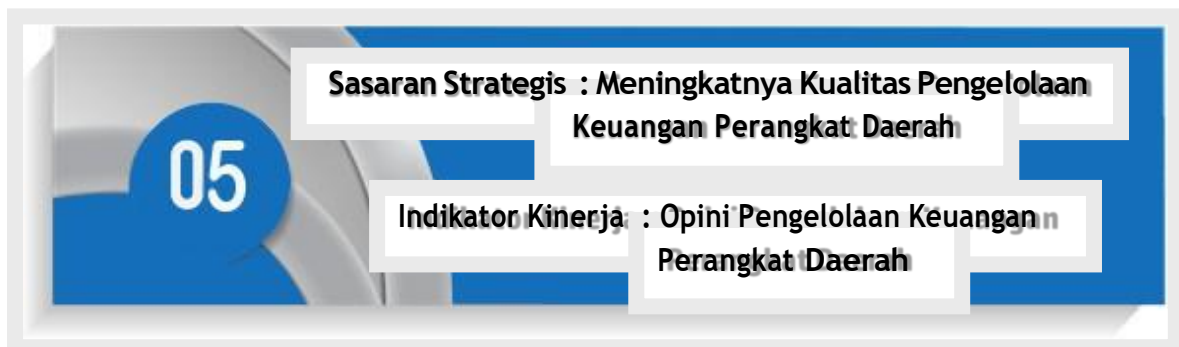 05
Sasaran Strategis : Meningkatnya Kualitas Pengelolaan
Keuangan Perangkat Daerah
Indikator Kinerja : Opini Pengelolaan Keuangan
Perangkat Daerah